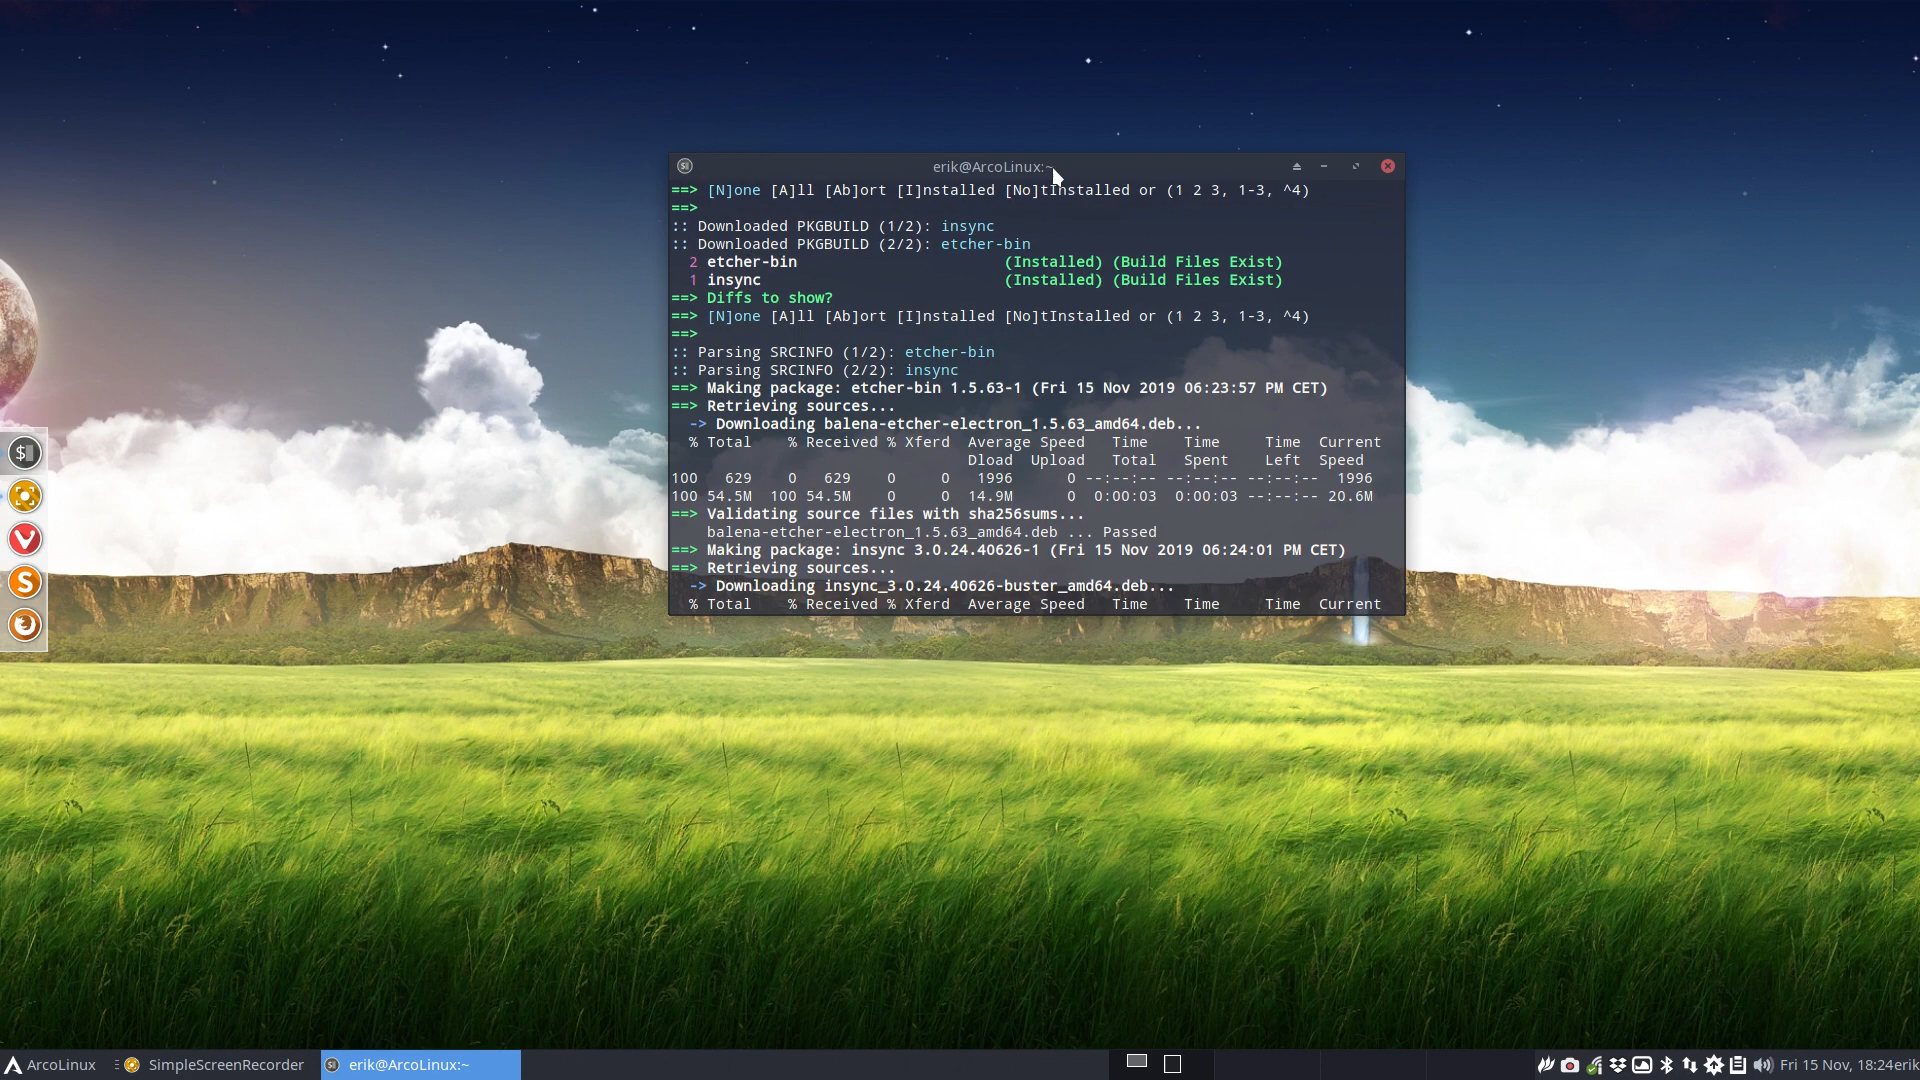 erik@ArcoLinux:~
==> [N]one [A]ll [Ab]ort [I]nstalled [No]tInstalled or (1 2 3, 1-3, ^4)
==>
:: Downloaded PKGBUILD (1/2): insync
:: Downloaded PKGBUILD (2/2): etcher-bin
2 etcher-bin (Installed) (Build Files Exist)
1 insync (Installed) (Build Files Exist)
==> Diffs to show?
==> [N]one [A]ll [Ab]ort [I]nstalled [No]tInstalled or (1 2 3, 1-3, ^4)
==>
:: Parsing SRCINFO (1/2): etcher-bin
:: Parsing SRCINFO (2/2): insync
==> Making package: etcher-bin 1.5.63-1 (Fri 15 Nov 2019 06:23:57 PM CET)
==> Retrieving sources...
-> Downloading balena-etcher-electron_1.5.63_amd64.deb...
% Total % Received % Xferd Average Speed Time Time Time Current
Dload Upload Total Spent Left Speed
100 629 0 629 0 0 1996 0 --:--:-- --:--:-- --:--:-- 1996
100 54.5M 100 54.5M 0 0 14.9M 0 0:00:03 0:00:03 --:--:-- 20.6M
==> Validating source files with sha256sums...
balena-etcher-electron_1.5.63_amd64.deb ... Passed
==> Making package: insync 3.0.24.40626-1 (Fri 15 Nov 2019 06:24:01 PM CET)
==> Retrieving sources...
-> Downloading insync_3.0.24.40626-buster_amd64.deb...
% Total % Received % Xferd Average Speed Time Time Time Current
ArcoLinux SimpleScreenRecorder erik@ArcoLinux:~ Fri 15 Nov, 18:24 erik